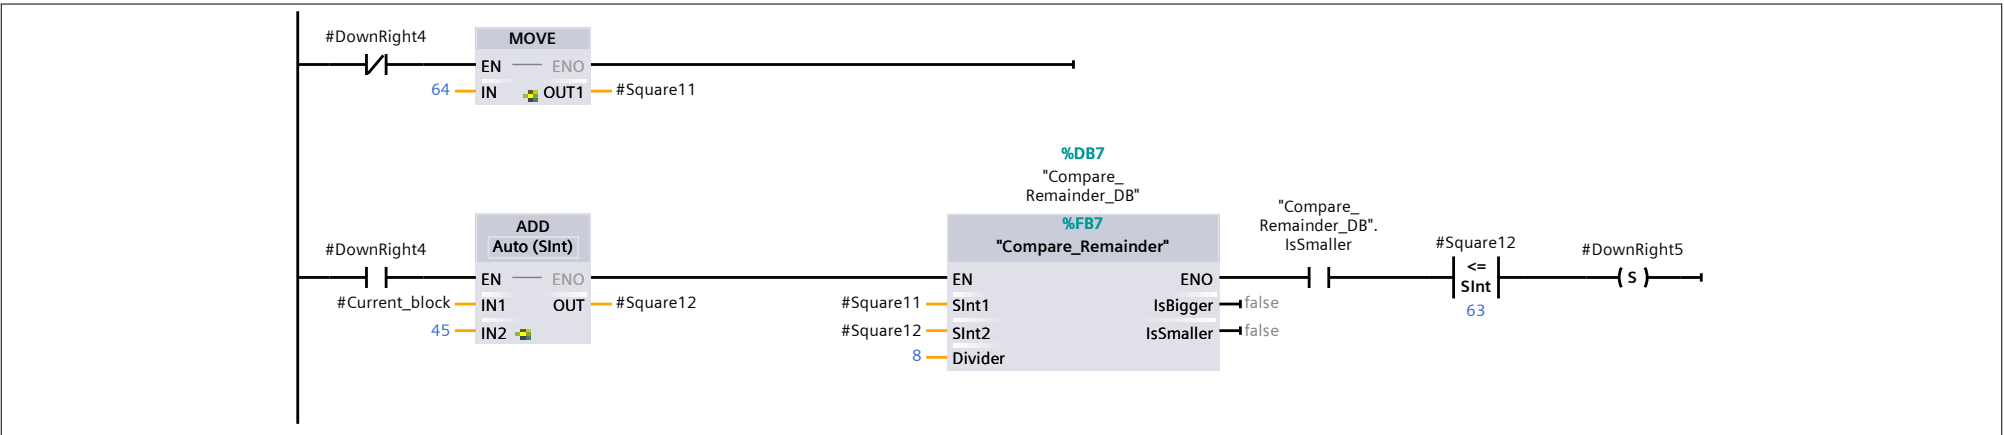 #DownRight4
MOVE
EN ENO
64 IN OUT1 #Square11
%DB7
"Compare_
Remainder_DB"
#DownRight4
ADD
Auto (SInt)
EN ENO
#Current_block IN1 OUT #Square12
45 IN2
%FB7
"Compare_Remainder"
EN ENO
#Square11 SInt1 IsBigger false
#Square12 SInt2 IsSmaller false
8 Divider
"Compare_
Remainder_DB".
IsSmaller
#Square12
<=
SInt
63
#DownRight5
S